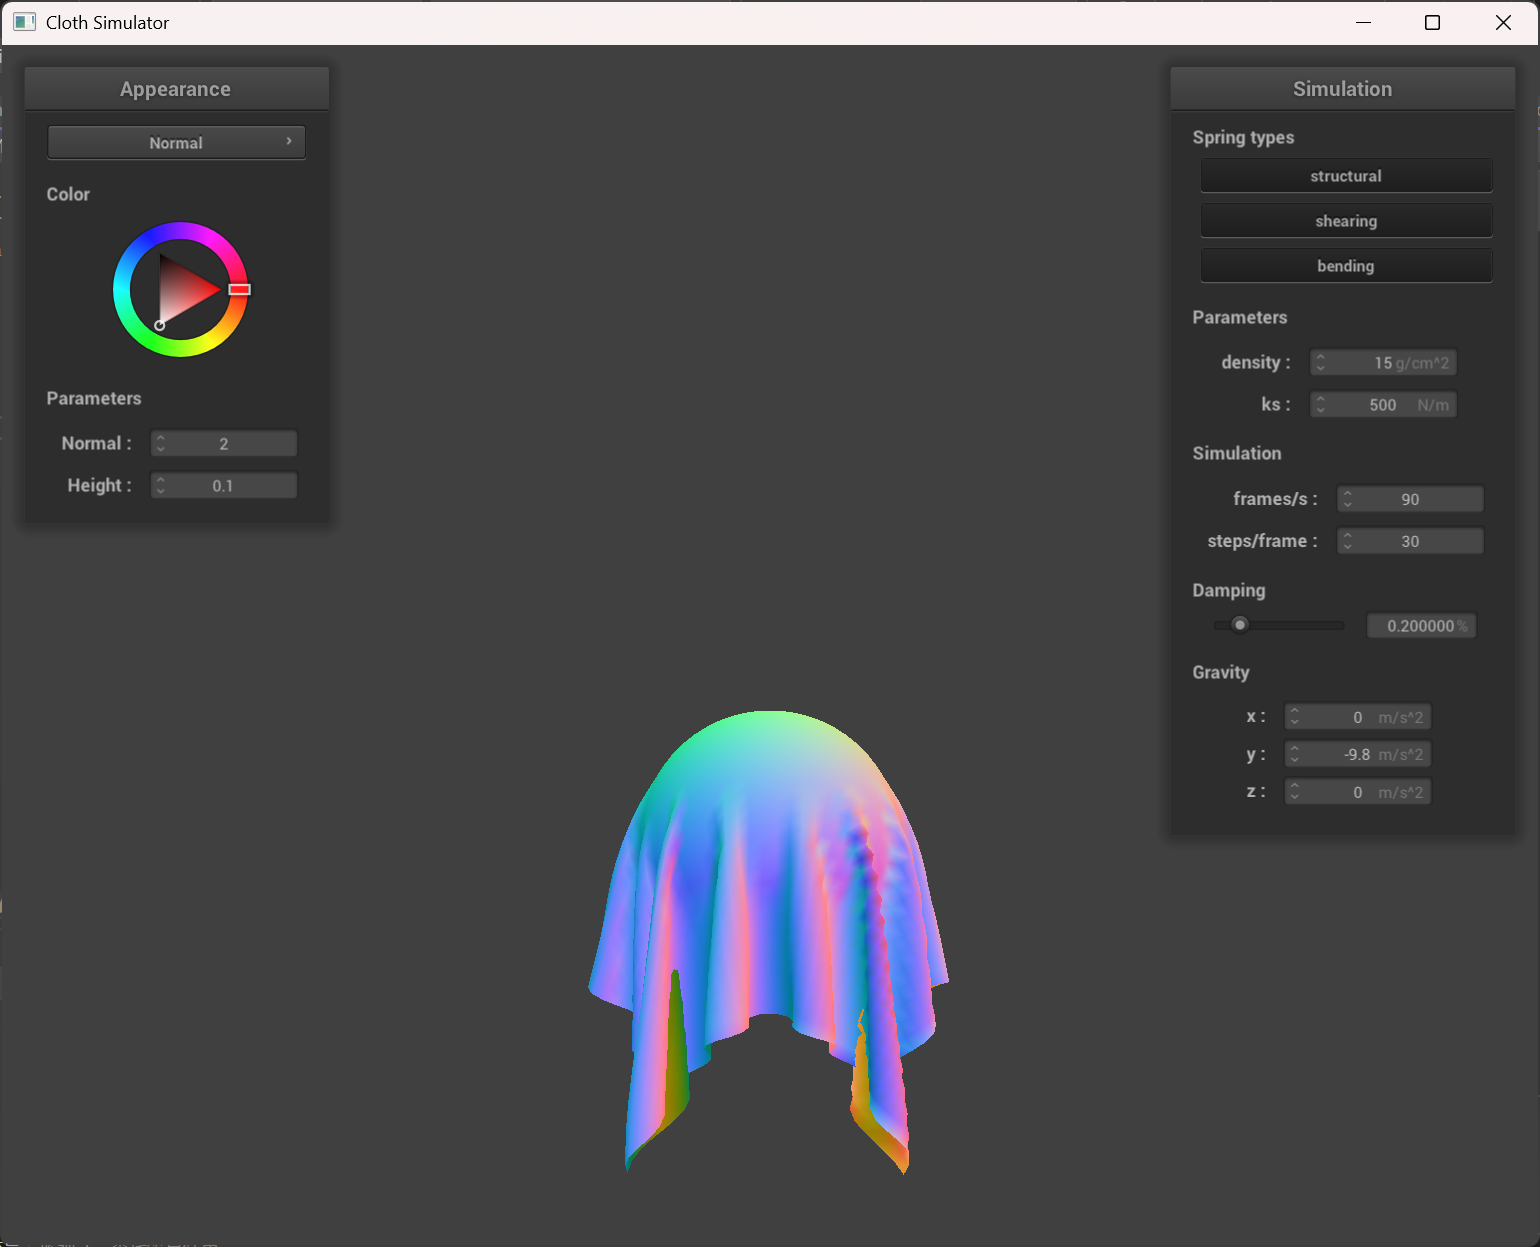 Cloth Simulator
Appearance
Normal
Color
Parameters
Normal : 2
Height : 0.1
Simulation
Spring types
structural
shearing
bending
Parameters
density : 15 g/cm^2
ks : 500 N/m
Simulation
frames/s : 90
steps/frame : 30
Damping
0.200000 %
Gravity
x : 0 m/s^2
y : -9.8 m/s^2
z : 0 m/s^2